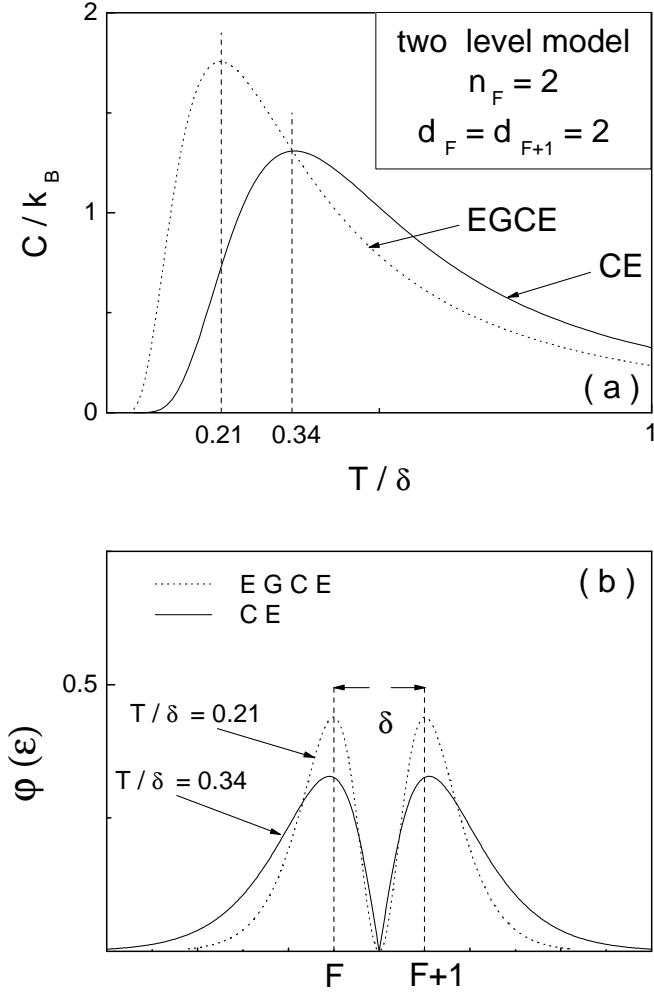 2
two level model
n F = 2
d F = d F+1 = 2
C / k B
1
EGCE
CE
( a )
0
0.21
0.34
1
T / δ
E G C E
C E
( b )
0.5
δ
T / δ = 0.21
T / δ = 0.34
φ (ε)
F
F+1